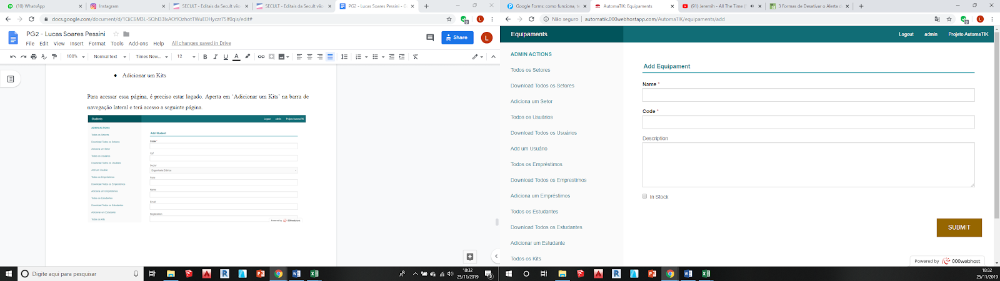 (10) WhatsApp
Instagram
SECULT - Editais da Secult vão
SECULT - Editais da Secult vão
PG2 - Lucas Soares Pessini - G
docs.google.com/document/d/1QiC6M3L-SQhl33IxAOfIQzhotTWuEDHyczr75lf0qis/edit#
PG2 - Lucas Soares Pessini
File Edit View Insert Format Tools Add-ons Help All changes saved in Drive
Share
L
100% Normal text Times New... 12
B I U A
Adicionar um Kits
Para acessar essa página, é preciso estar logado. Aperta em ‘Adicionar um Kits’ na barra de
navegação lateral e terá acesso a seguinte página.
Students
Logout admin Projeto AutomaTIK
ADMIN ACTIONS
Todos os Setores
Download Todos os Setores
Adiciona um Setor
Todos os Usuários
Download Todos os Usuários
Add um Usuário
Todos os Empréstimos
Download Todos os Emprestimos
Adiciona um Empréstimos
Todos os Estudantes
Download Todos os Estudantes
Adicionar um Estudante
Todos os Kits
Add Student
Code *
Cpf
Sector
Engenharia Elétrica
Name
Email
Registration
Powered by 000webhost
Digite aqui para pesquisar
18:32
25/11/2019
Google Forms: como funciona, te
AutomaTIK: Equipaments
(91) Jeremih - All The Time (
3 Formas de Desativar o Alerta d
Não seguro | automatik.000webhostapp.com/AutomaTIK/equipaments/add
L
Equipaments
Logout admin Projeto AutomaTIK
ADMIN ACTIONS
Todos os Setores
Download Todos os Setores
Adiciona um Setor
Todos os Usuários
Download Todos os Usuários
Add um Usuário
Todos os Empréstimos
Download Todos os Emprestimos
Adiciona um Empréstimos
Todos os Estudantes
Download Todos os Estudantes
Adicionar um Estudante
Todos os Kits
Add Equipament
Name *
Code *
Description
In Stock
SUBMIT
Powered by 000webhost
18:32
25/11/2019